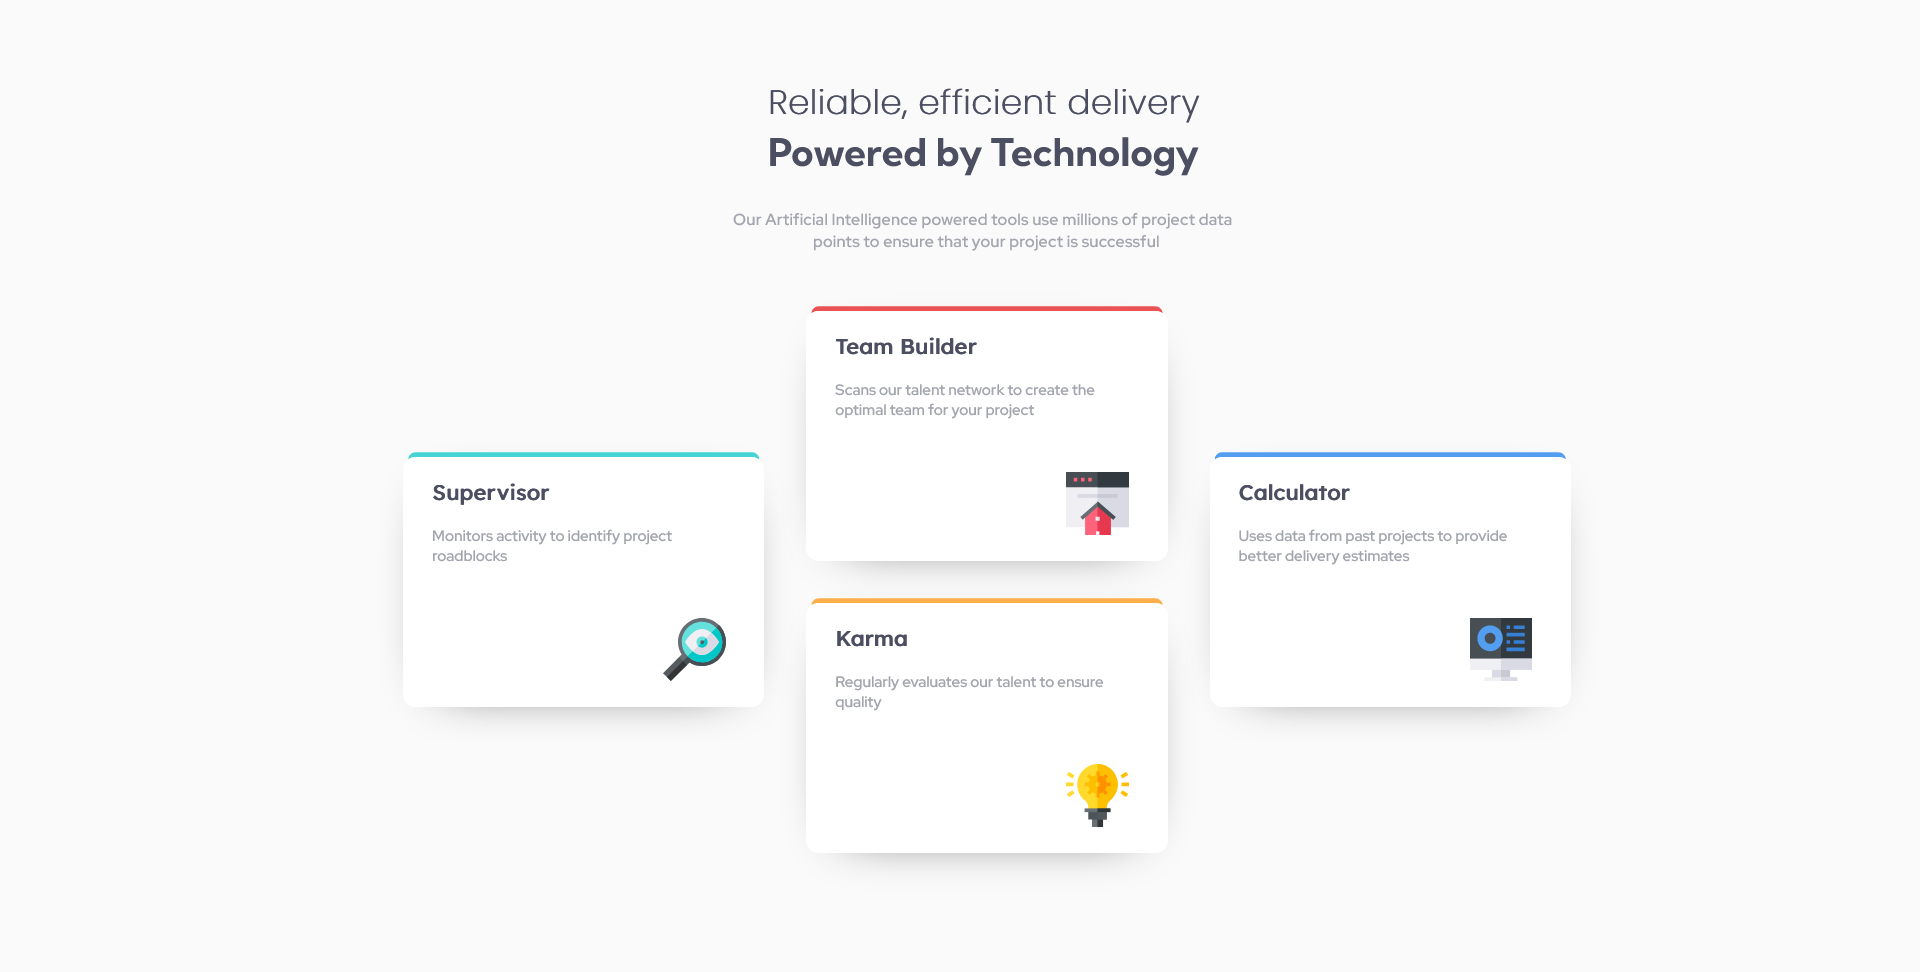 Reliable, efficient delivery
Powered by Technology
Our Artificial Intelligence powered tools use millions of project data
points to ensure that your project is successful
Team Builder
Scans our talent network to create the
optimal team for your project
Supervisor
Monitors activity to identify project
roadblocks
Calculator
Uses data from past projects to provide
better delivery estimates
Karma
Regularly evaluates our talent to ensure
quality